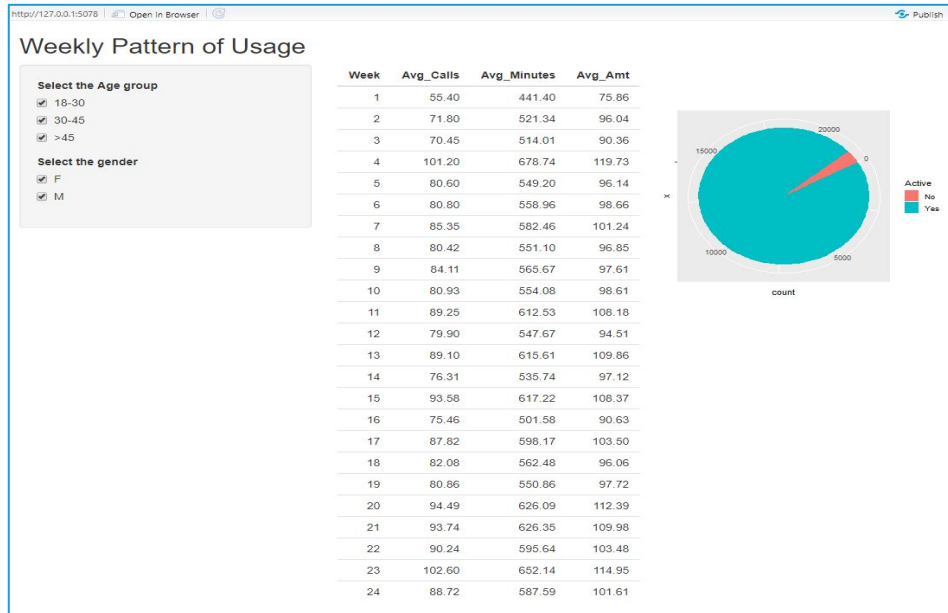 http://127.0.0.1:5078 Open in Browser Publish
Weekly Pattern of Usage
Select the Age group
18-30
30-45
>45
Select the gender
F
M
Week Avg_Calls Avg_Minutes Avg_Amt
1 55.40 441.40 75.86
2 71.80 521.34 96.04
3 70.45 514.01 90.36
4 101.20 678.74 119.73
5 80.60 549.20 96.14
6 80.80 558.96 98.66
7 85.35 582.46 101.24
8 80.42 551.10 96.85
9 84.11 565.67 97.61
10 80.93 554.08 98.61
11 89.25 612.53 108.18
12 79.90 547.67 94.51
13 89.10 615.61 109.86
14 76.31 535.74 97.12
15 93.58 617.22 108.37
16 75.46 501.58 90.63
17 87.82 598.17 103.50
18 82.08 562.48 96.06
19 80.86 550.86 97.72
20 94.49 626.09 112.39
21 93.74 626.35 109.98
22 90.24 595.64 103.48
23 102.60 652.14 114.95
24 88.72 587.59 101.61
20000
15000
0
x
10000
5000
count
Active
No
Yes